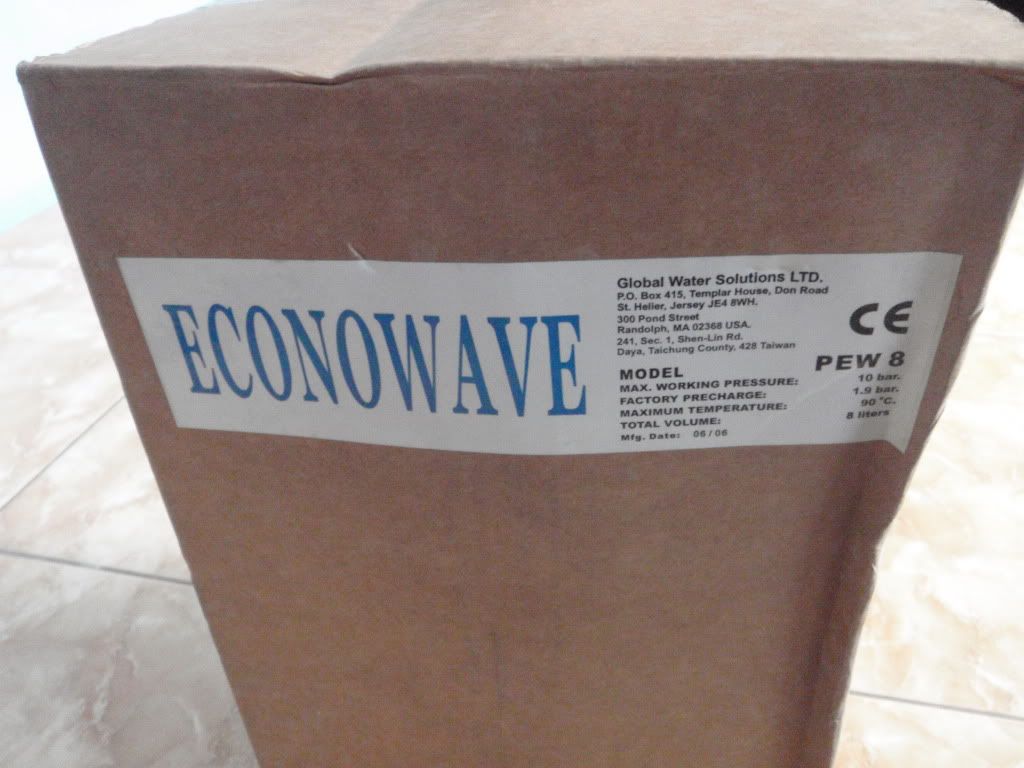 ECONOWAVE
Global Water Solutions LTD.
P.O. Box 415, Templar House, Don Road
St. Helier, Jersey JE4 8WH.
300 Pond Street
Randolph, MA 02368 USA.
241, Sec. 1, Shen-Lin Rd.
Daya, Taichung County, 428 Taiwan
CE
MODEL PEW 8
MAX. WORKING PRESSURE: 10 bar.
FACTORY PRECHARGE: 1.9 bar.
MAXIMUM TEMPERATURE: 90 °C.
TOTAL VOLUME: 8 liters
Mfg. Date: 06/06